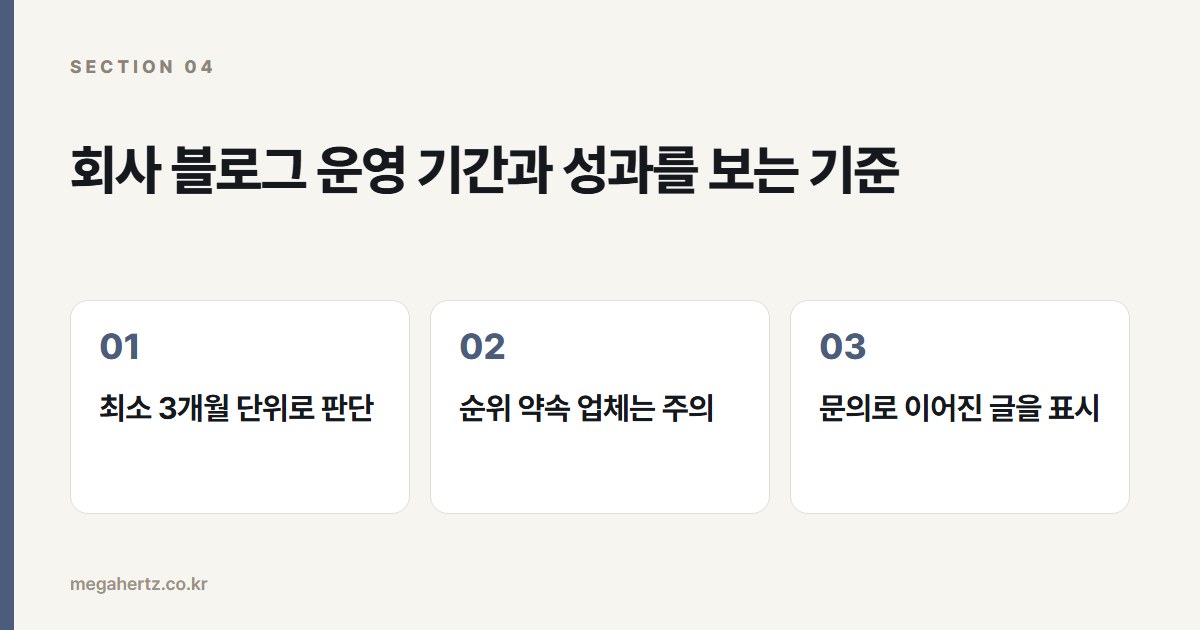 SECTION 04
회사 블로그 운영 기간과 성과를 보는 기준
01
최소 3개월 단위로 판단
02
순위 약속 업체는 주의
03
문의로 이어진 글을 표시
megahertz.co.kr